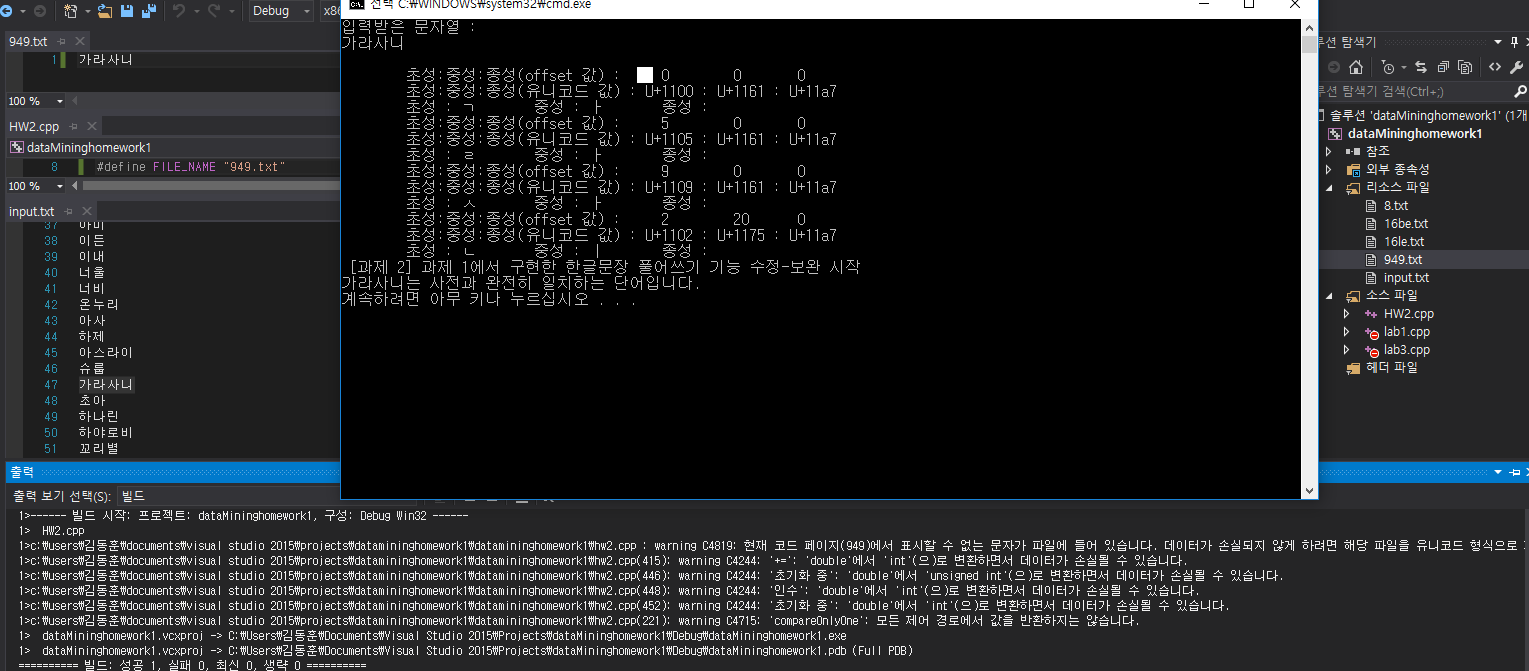 선택 C:₩WINDOWS₩system32₩cmd.exe
Debug x8
949.txt
1 가라사니
100 %
HW2.cpp
dataMininghomework1
8 #define FILE_NAME "949.txt"
100 %
input.txt
37 아미
38 이든
39 이내
40 너울
41 너비
42 온누리
43 아사
44 하제
45 아스라이
46 슈룹
47 가라사니
48 초아
49 하나린
50 하야로비
51 꼬리별
입력받은 문자열 :
가라사니
초성:중성:종성(offset 값) : 0 0 0
초성:중성:종성(유니코드 값) : U+1100 : U+1161 : U+11a7
초성 : ㄱ 중성 : ㅏ 종성 :
초성:중성:종성(offset 값) : 5 0 0
초성:중성:종성(유니코드 값) : U+1105 : U+1161 : U+11a7
초성 : ㄹ 중성 : ㅏ 종성 :
초성:중성:종성(offset 값) : 9 0 0
초성:중성:종성(유니코드 값) : U+1109 : U+1161 : U+11a7
초성 : ㅅ 중성 : ㅏ 종성 :
초성:중성:종성(offset 값) : 2 20 0
초성:중성:종성(유니코드 값) : U+1102 : U+1175 : U+11a7
초성 : ㄴ 중성 : ㅣ 종성 :
[과제 2] 과제 1에서 구현한 한글문장 풀어쓰기 기능 수정-보완 시작
가라사니는 사전과 완전히 일치하는 단어입니다.
계속하려면 아무 키나 누르십시오 . . .
루션 탐색기
루션 탐색기 검색(Ctrl+;)
솔루션 'dataMininghomework1' (1개
dataMininghomework1
참조
외부 종속성
리소스 파일
8.txt
16be.txt
16le.txt
949.txt
input.txt
소스 파일
HW2.cpp
lab1.cpp
lab3.cpp
헤더 파일
출력
출력 보기 선택(S): 빌드
1>------ 빌드 시작: 프로젝트: dataMininghomework1, 구성: Debug Win32 ------
1> HW2.cpp
1>c:₩users₩김동훈₩documents₩visual studio 2015₩projects₩datamininghomework1₩datamininghomework1₩hw2.cpp : warning C4819: 현재 코드 페이지(949)에서 표시할 수 없는 문자가 파일에 들어 있습니다. 데이터가 손실되지 않게 하려면 해당 파일을 유니코드 형식으로
1>c:₩users₩김동훈₩documents₩visual studio 2015₩projects₩datamininghomework1₩datamininghomework1₩hw2.cpp(415): warning C4244: '+=': 'double'에서 'int'(으)로 변환하면서 데이터가 손실될 수 있습니다.
1>c:₩users₩김동훈₩documents₩visual studio 2015₩projects₩datamininghomework1₩datamininghomework1₩hw2.cpp(446): warning C4244: '초기화 중': 'double'에서 'unsigned int'(으)로 변환하면서 데이터가 손실될 수 있습니다.
1>c:₩users₩김동훈₩documents₩visual studio 2015₩projects₩datamininghomework1₩datamininghomework1₩hw2.cpp(448): warning C4244: '인수': 'double'에서 'int'(으)로 변환하면서 데이터가 손실될 수 있습니다.
1>c:₩users₩김동훈₩documents₩visual studio 2015₩projects₩datamininghomework1₩datamininghomework1₩hw2.cpp(452): warning C4244: '초기화 중': 'double'에서 'int'(으)로 변환하면서 데이터가 손실될 수 있습니다.
1>c:₩users₩김동훈₩documents₩visual studio 2015₩projects₩datamininghomework1₩datamininghomework1₩hw2.cpp(221): warning C4715: 'compareOnlyOne': 모든 제어 경로에서 값을 반환하지는 않습니다.
1> dataMininghomework1.vcxproj -> C:₩Users₩김동훈₩Documents₩Visual Studio 2015₩Projects₩dataMininghomework1₩Debug₩dataMininghomework1.exe
1> dataMininghomework1.vcxproj -> C:₩Users₩김동훈₩Documents₩Visual Studio 2015₩Projects₩dataMininghomework1₩Debug₩dataMininghomework1.pdb (Full PDB)
========== 빌드: 성공 1, 실패 0, 최신 0, 생략 0 ==========